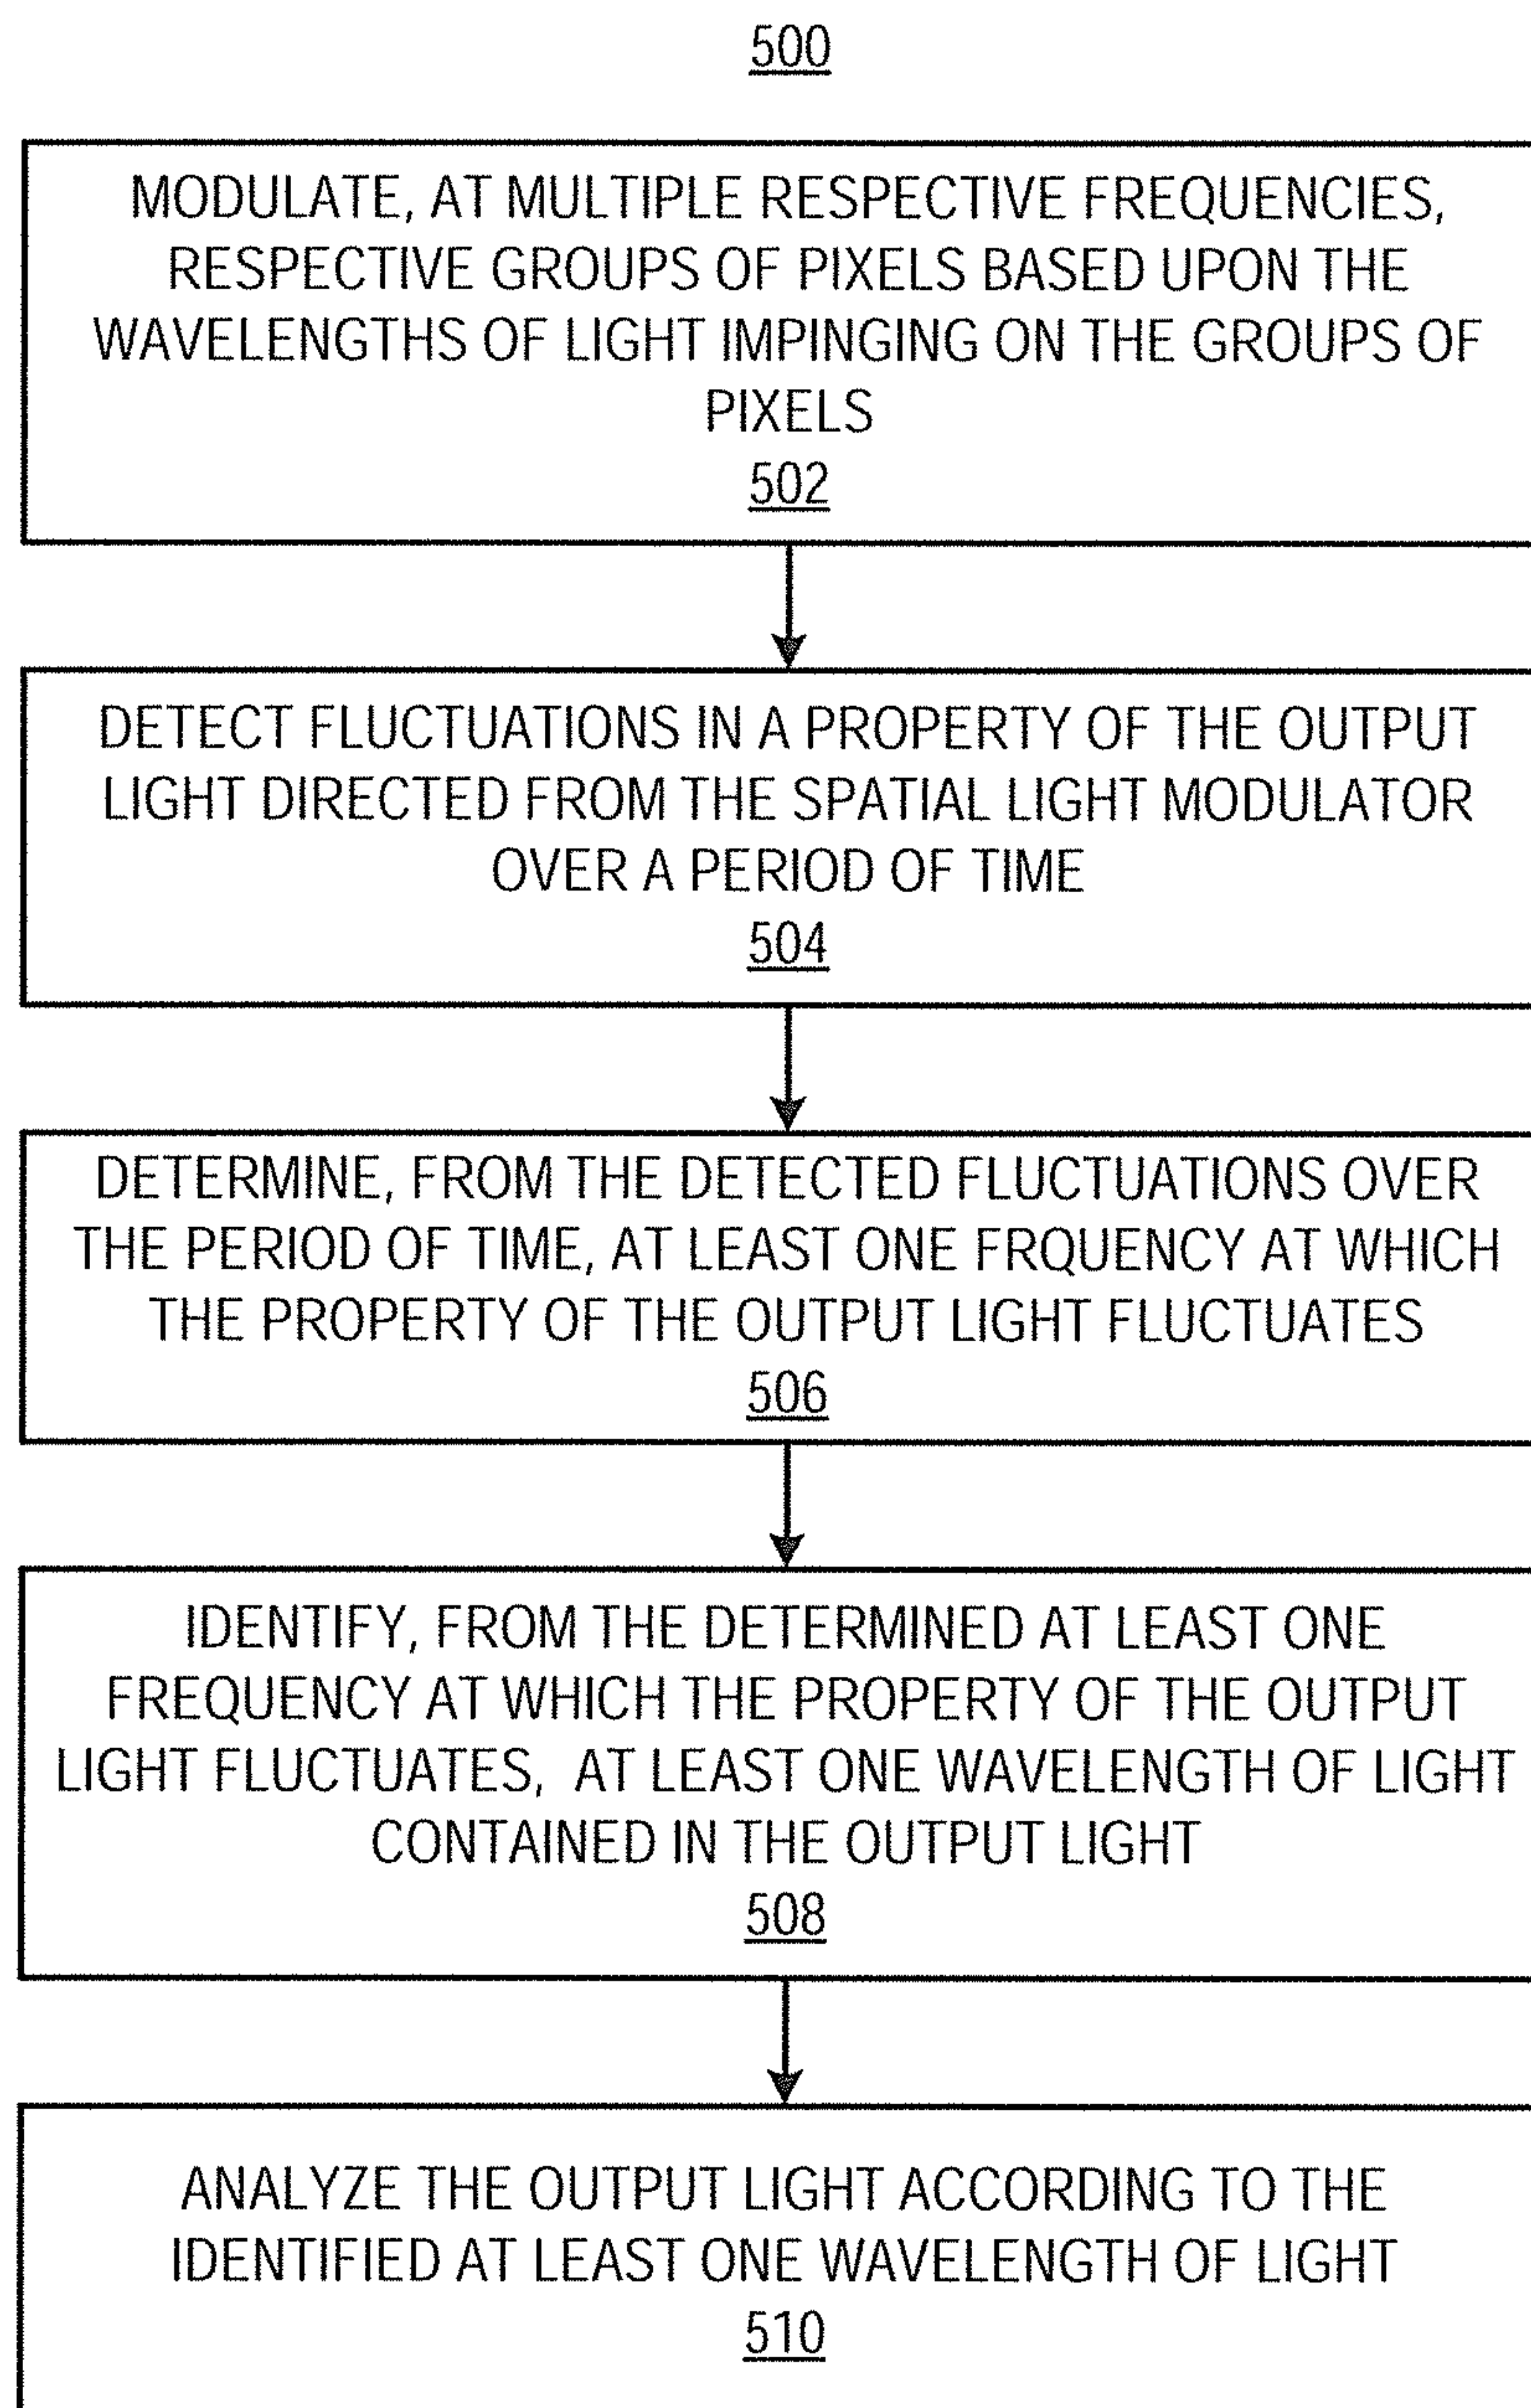 500
MODULATE, AT MULTIPLE RESPECTIVE FREQUENCIES,
RESPECTIVE GROUPS OF PIXELS BASED UPON THE
WAVELENGTHS OF LIGHT IMPINGING ON THE GROUPS OF
PIXELS
502
DETECT FLUCTUATIONS IN A PROPERTY OF THE OUTPUT
LIGHT DIRECTED FROM THE SPATIAL LIGHT MODULATOR
OVER A PERIOD OF TIME
504
DETERMINE, FROM THE DETECTED FLUCTUATIONS OVER
THE PERIOD OF TIME, AT LEAST ONE FRQUENCY AT WHICH
THE PROPERTY OF THE OUTPUT LIGHT FLUCTUATES
506
IDENTIFY, FROM THE DETERMINED AT LEAST ONE
FREQUENCY AT WHICH THE PROPERTY OF THE OUTPUT
LIGHT FLUCTUATES, AT LEAST ONE WAVELENGTH OF LIGHT
CONTAINED IN THE OUTPUT LIGHT
508
ANALYZE THE OUTPUT LIGHT ACCORDING TO THE
IDENTIFIED AT LEAST ONE WAVELENGTH OF LIGHT
510